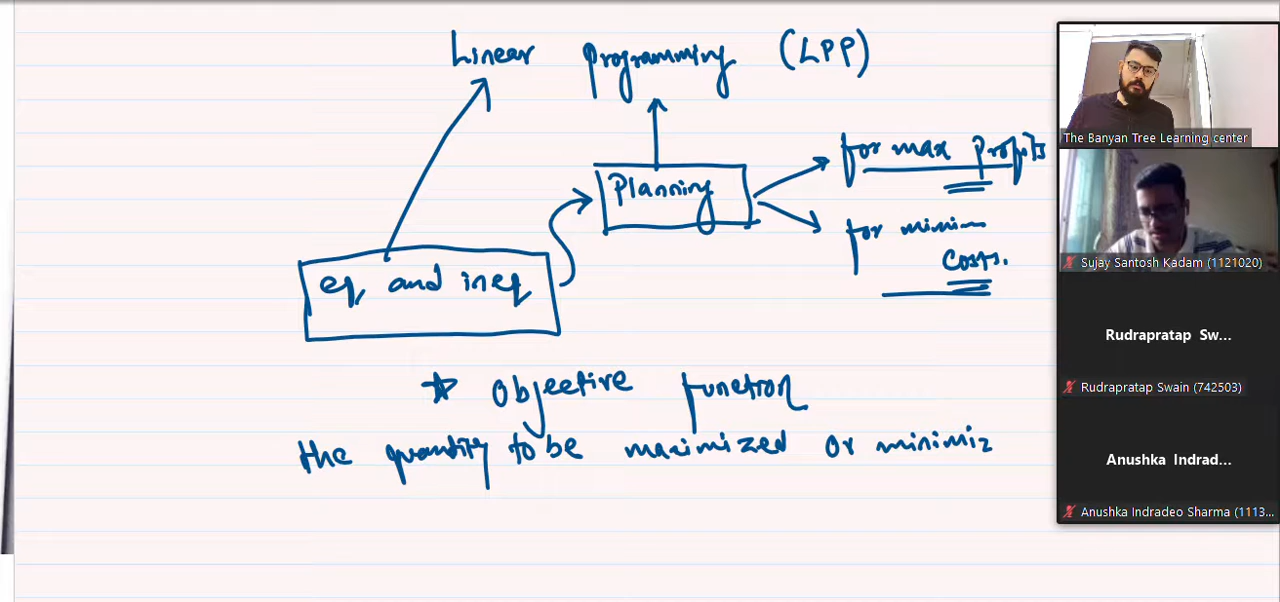 Linear programming (LPP)
for max profits
Planning
for minim
costs.
eq and ineq
* Objective function
the quantity to be maximized or minimiz
The Banyan Tree Learning center
Sujay Santosh Kadam (1121020)
Rudrapratap Sw...
Rudrapratap Swain (742503)
Anushka Indrad...
Anushka Indradeo Sharma (1113...